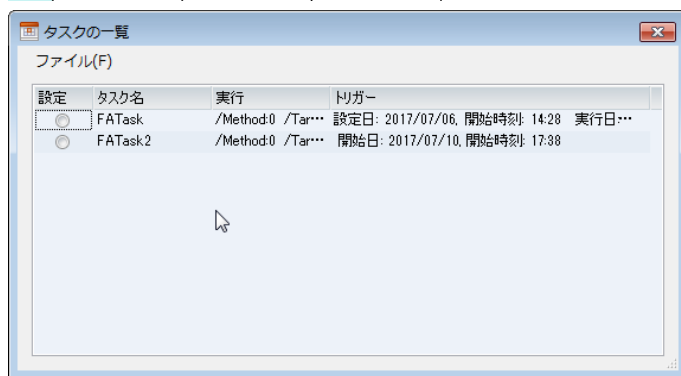 タスクの一覧
ファイル(F)
設定 タスク名 実行 トリガー
FATask /Method:0 /Tar… 設定日: 2017/07/06, 開始時刻: 14:28 実行日:…
FATask2 /Method:0 /Tar… 開始日: 2017/07/10, 開始時刻: 17:38